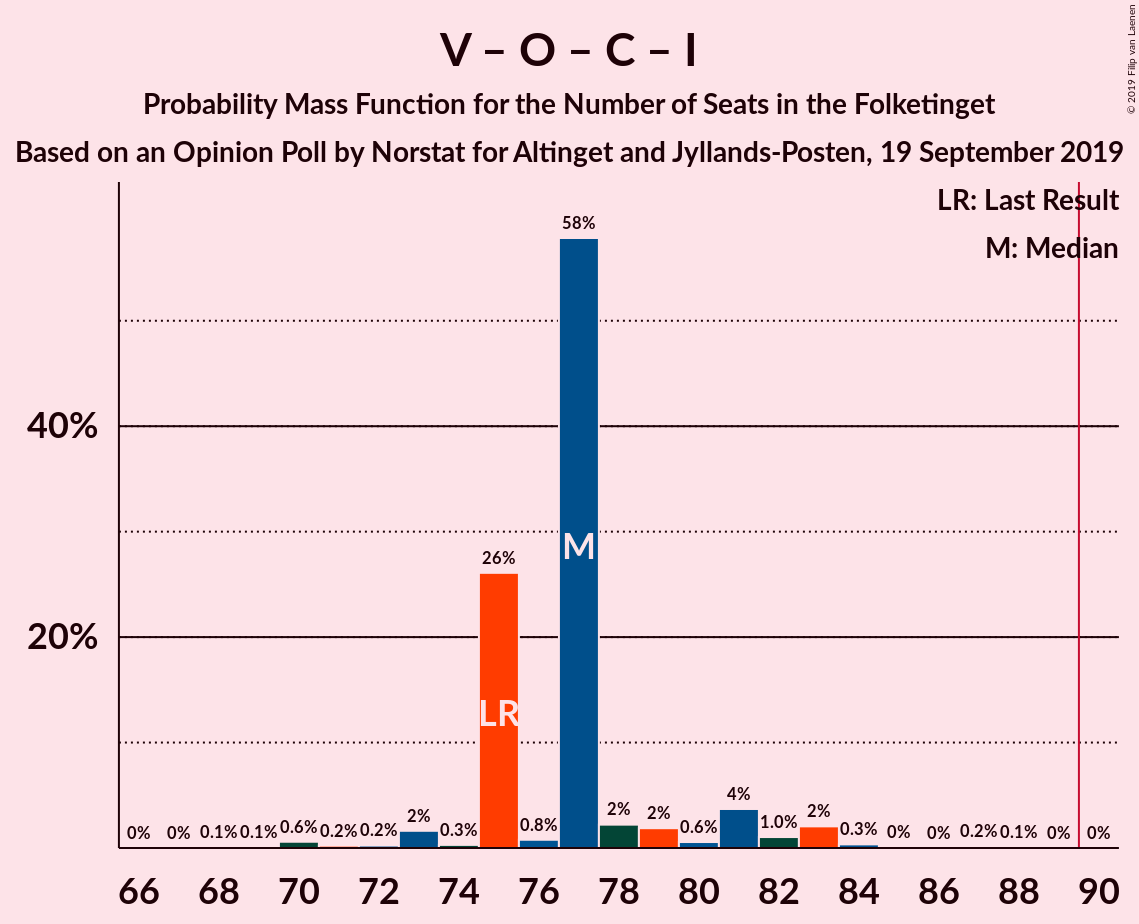 © 2019 Filip van Laenen
V – O – C – I
Probability Mass Function for the Number of Seats in the Folketinget
Based on an Opinion Poll by Norstat for Altinget and Jyllands-Posten, 19 September 2019
LR: Last Result
M: Median
58%
40%
M
26%
20%
LR
0% 0% 0.1% 0.1% 0.6% 0.2% 0.2% 2% 0.3% 0.8% 2% 2% 0.6% 4% 1.0% 2% 0.3% 0% 0% 0.2% 0.1% 0% 0%
66 68 70 72 74 76 78 80 82 84 86 88 90